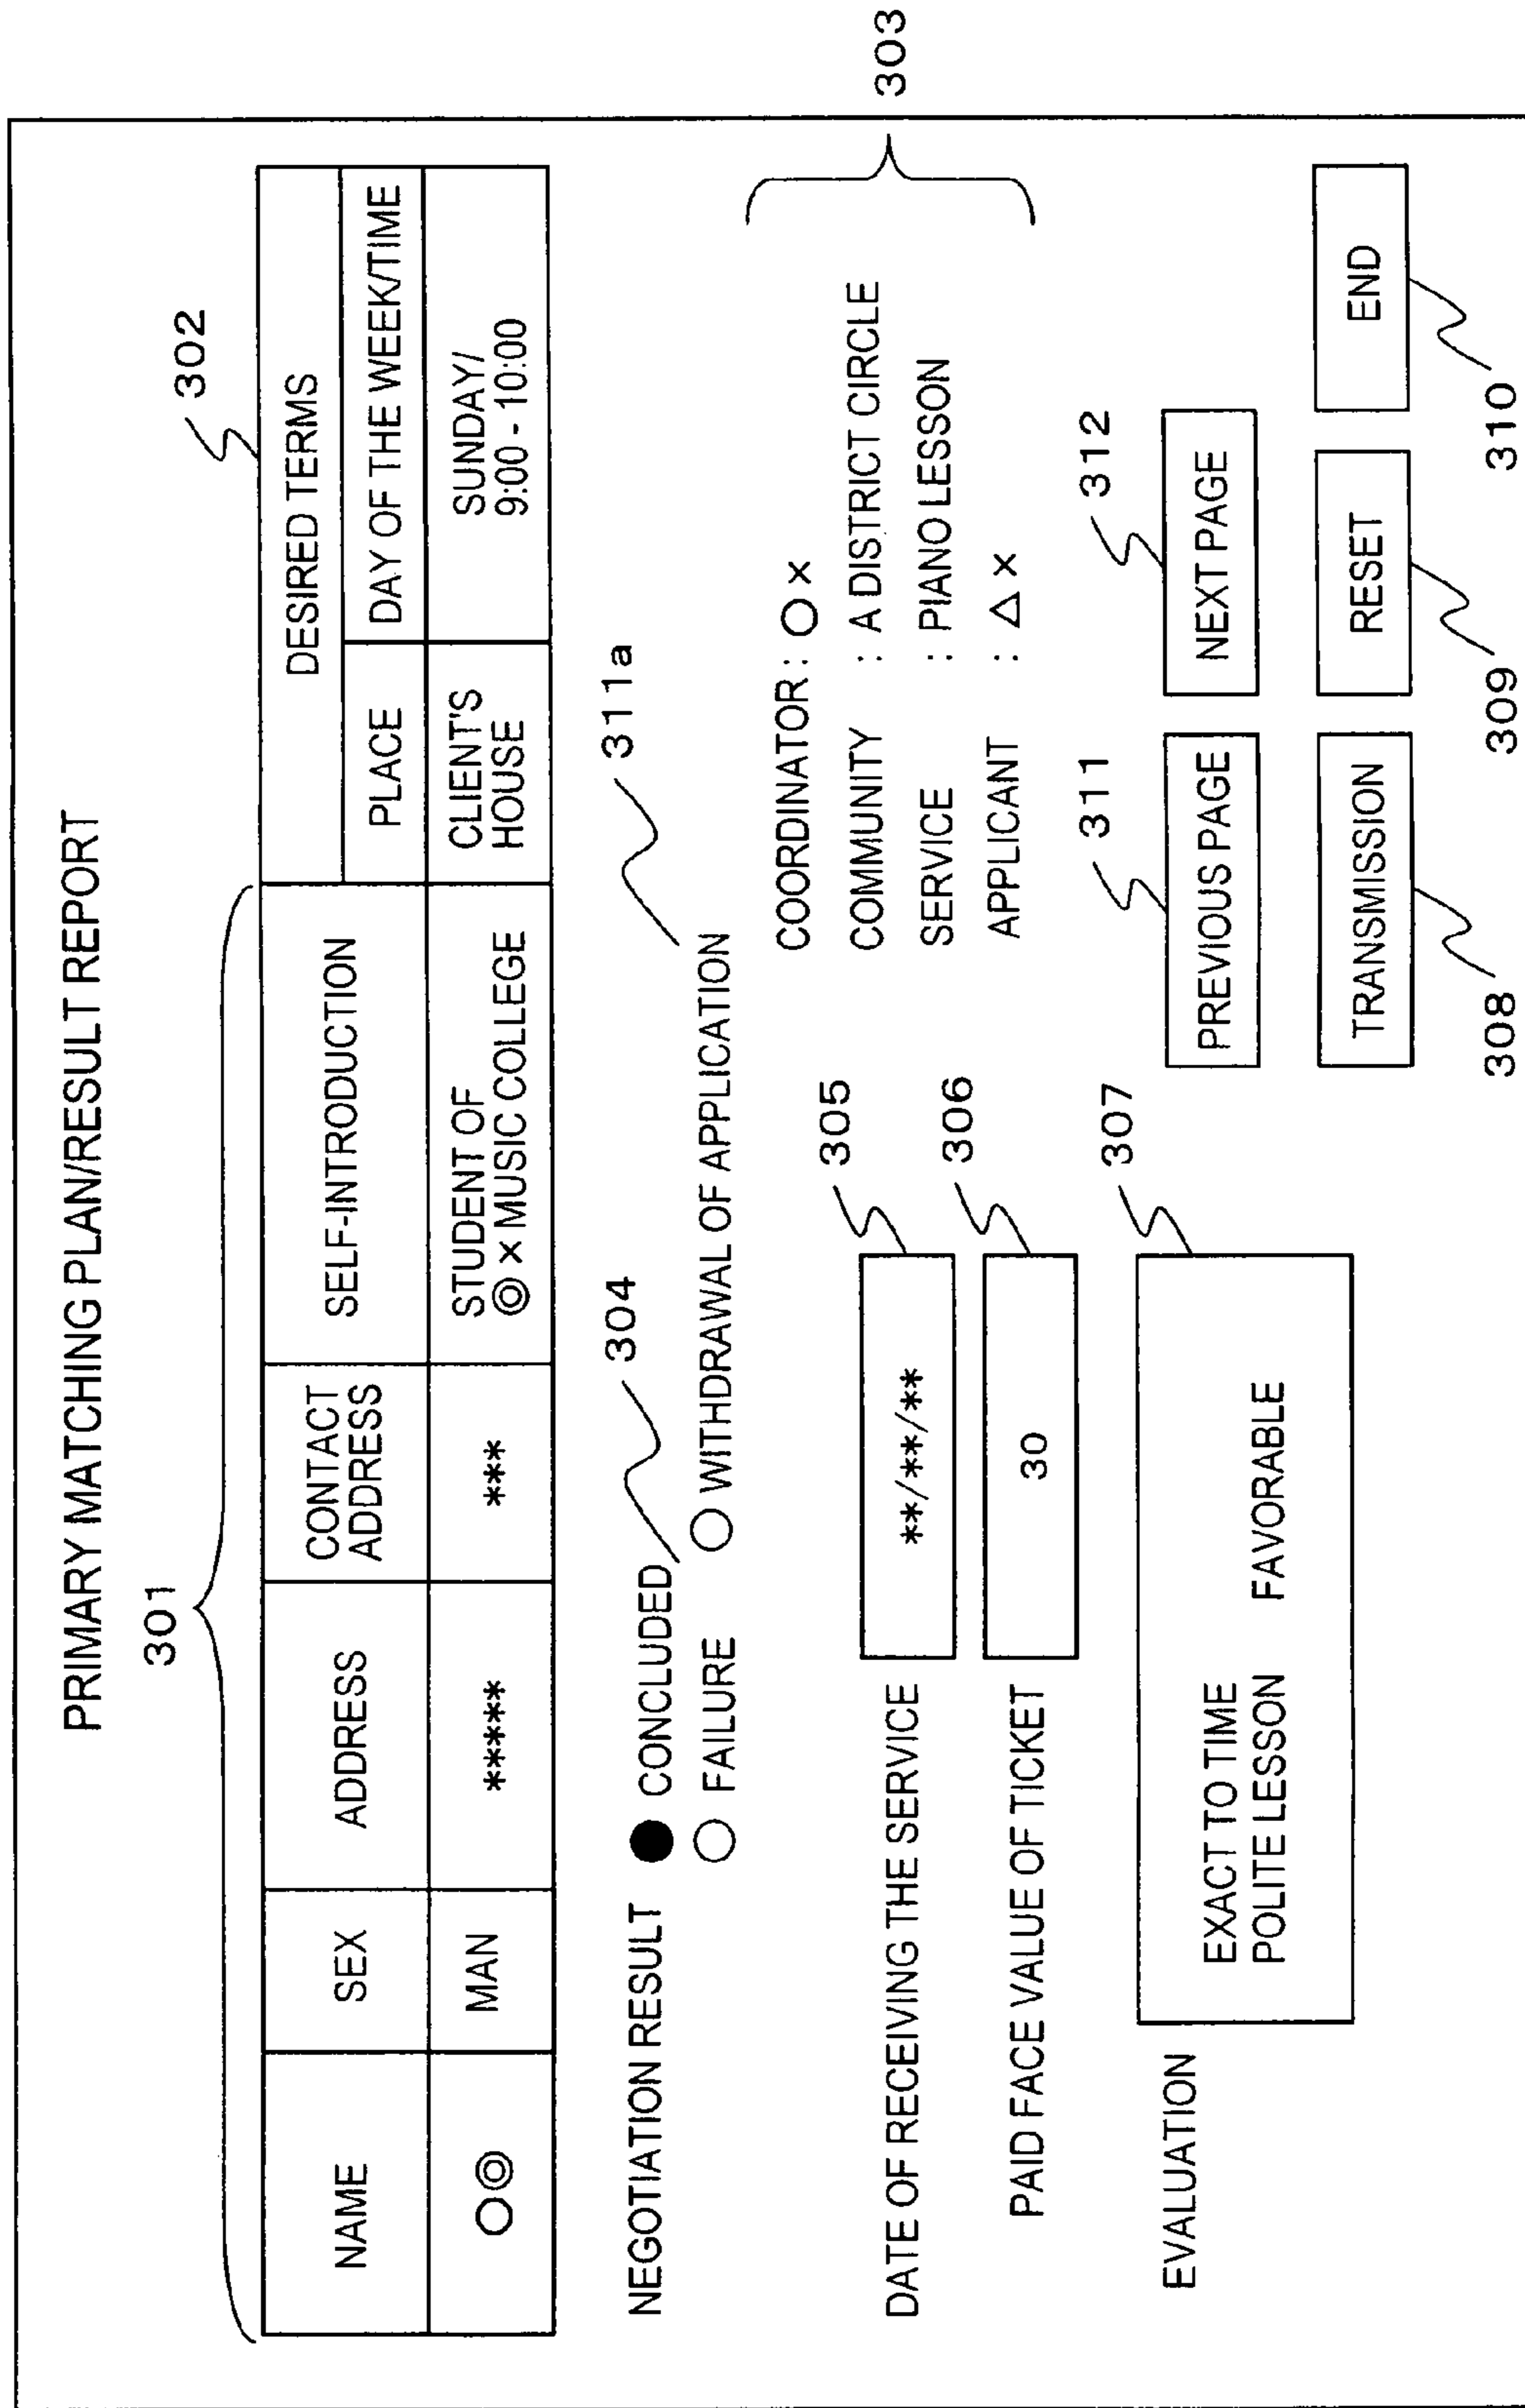 PRIMARY MATCHING PLAN/RESULT REPORT
301
302
NAME
SEX
ADDRESS
CONTACT
ADDRESS
SELF-INTRODUCTION
DESIRED TERMS
PLACE
DAY OF THE WEEK/TIME
○◎
MAN
*****
***
STUDENT OF
◎×MUSIC COLLEGE
CLIENT'S
HOUSE
SUNDAY/
9:00 - 10:00
304
311a
NEGOTIATION RESULT ● CONCLUDED
○ FAILURE ○ WITHDRAWAL OF APPLICATION
COORDINATOR : ○×
COMMUNITY : A DISTRICT CIRCLE
SERVICE : PIANO LESSON
APPLICANT : △×
303
DATE OF RECEIVING THE SERVICE **/**/** 305
PAID FACE VALUE OF TICKET 30 306
EVALUATION
EXACT TO TIME
POLITE LESSON FAVORABLE
307
311
312
PREVIOUS PAGE
NEXT PAGE
TRANSMISSION
RESET
END
308
309
310